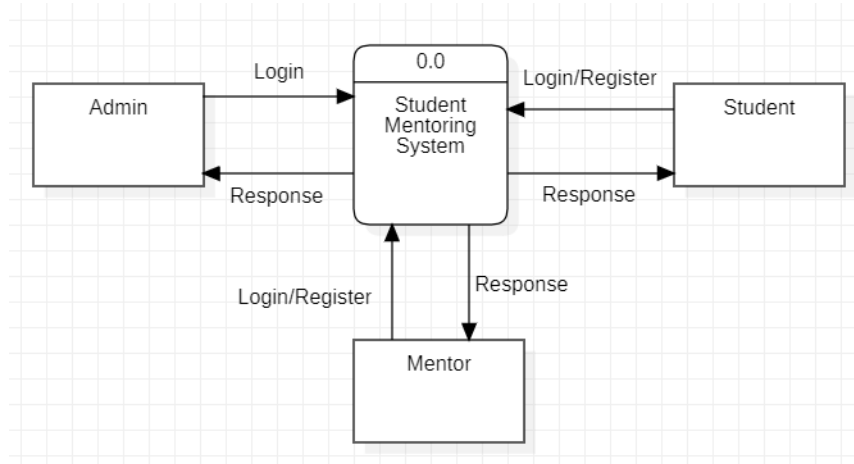 0.0
Login
Login/Register
Admin
Student
Mentoring
System
Student
Response
Response
Login/Register
Response
Mentor